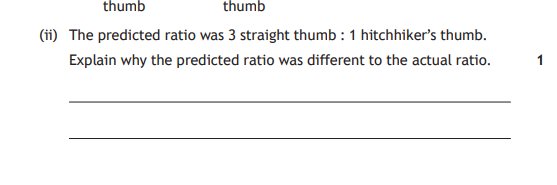 thumb thumb
(ii) The predicted ratio was 3 straight thumb : 1 hitchhiker’s thumb.
Explain why the predicted ratio was different to the actual ratio. 1